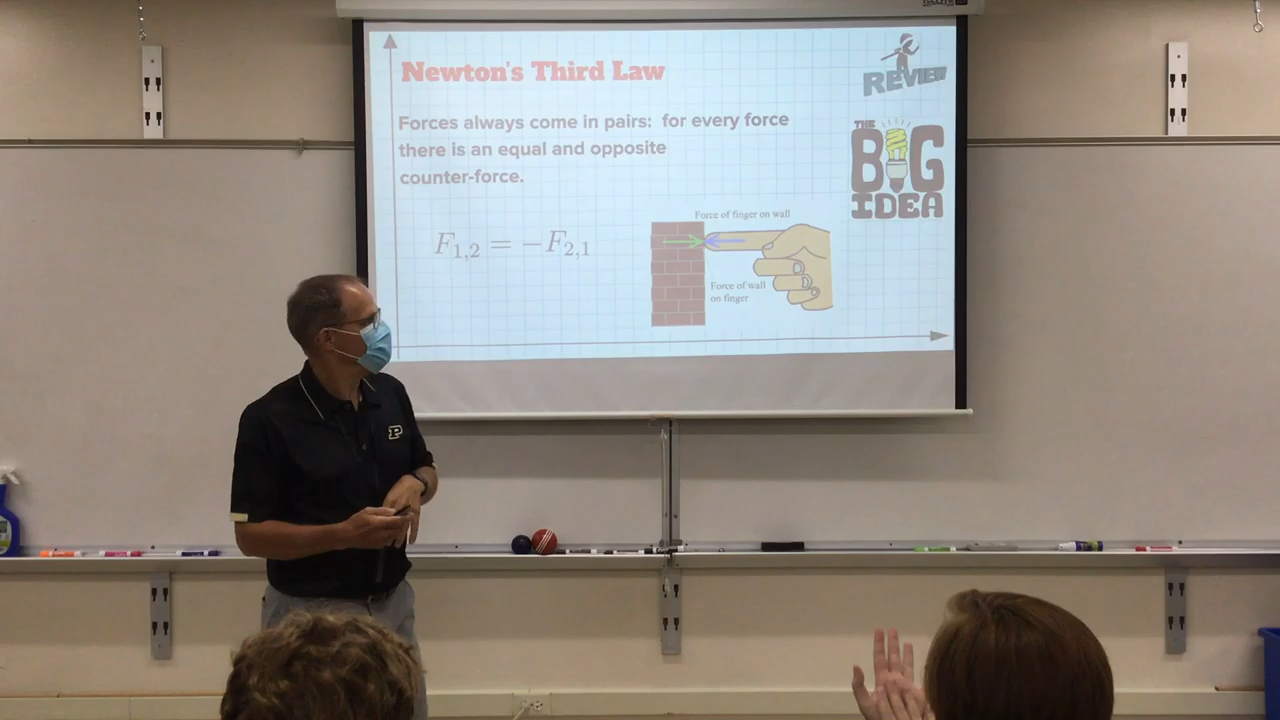 Newton's Third Law
REVIEW
Forces always come in pairs: for every force
there is an equal and opposite
counter-force.
THE
BIG
IDEA
F1,2 = −F2,1
Force of finger on wall
Force of wall
on finger
P